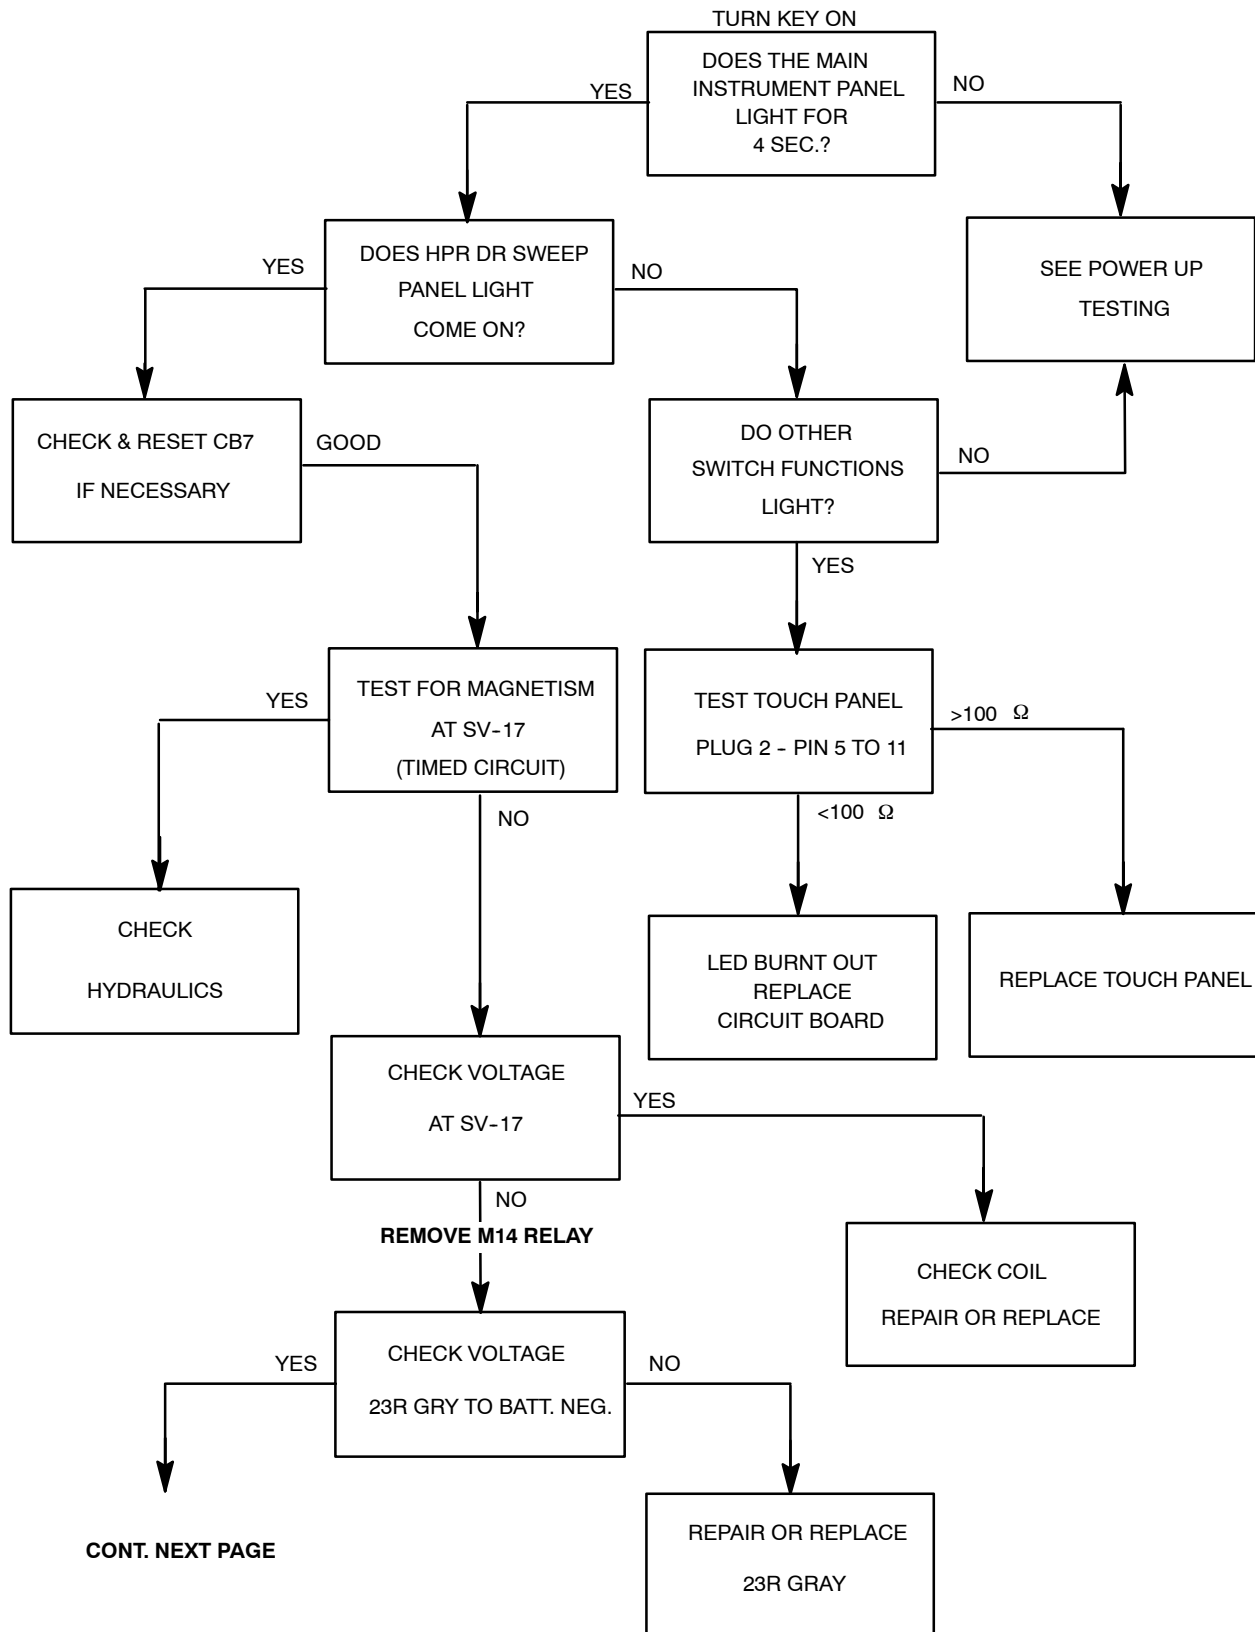 TURN KEY ON
DOES THE MAIN
INSTRUMENT PANEL
LIGHT FOR
4 SEC.?
YES
NO
DOES HPR DR SWEEP
PANEL LIGHT
COME ON?
YES
NO
SEE POWER UP
TESTING
CHECK & RESET CB7
IF NECESSARY
GOOD
DO OTHER
SWITCH FUNCTIONS
LIGHT?
NO
YES
TEST FOR MAGNETISM
AT SV-17
(TIMED CIRCUIT)
YES
NO
TEST TOUCH PANEL
PLUG 2 - PIN 5 TO 11
>100 Ω
<100 Ω
CHECK
HYDRAULICS
LED BURNT OUT
REPLACE
CIRCUIT BOARD
REPLACE TOUCH PANEL
CHECK VOLTAGE
AT SV-17
YES
NO
REMOVE M14 RELAY
CHECK COIL
REPAIR OR REPLACE
CHECK VOLTAGE
23R GRY TO BATT. NEG.
YES
NO
CONT. NEXT PAGE
REPAIR OR REPLACE
23R GRAY